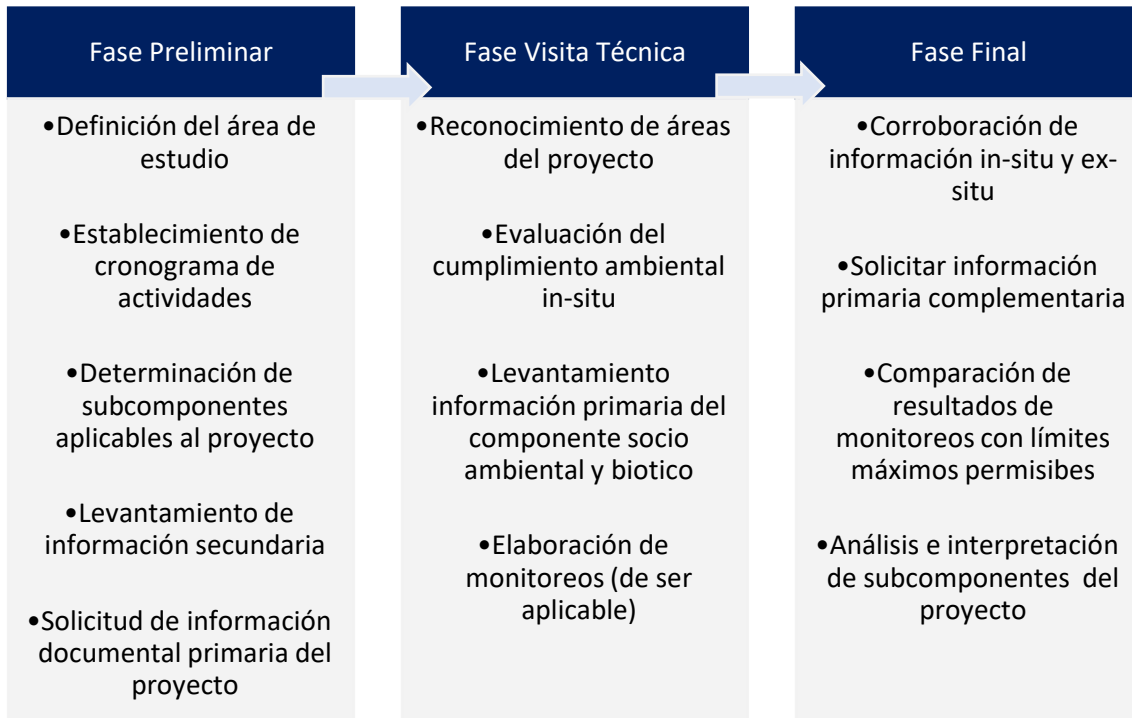 Fase Preliminar
•Definición del área de
estudio
•Establecimiento de
cronograma de
actividades
•Determinación de
subcomponentes
aplicables al proyecto
•Levantamiento de
información secundaria
•Solicitud de información
documental primaria del
proyecto
Fase Visita Técnica
•Reconocimiento de áreas
del proyecto
•Evaluación del
cumplimiento ambiental
in-situ
•Levantamiento
información primaria del
componente socio
ambiental y biotico
•Elaboración de
monitoreos (de ser
aplicable)
Fase Final
•Corroboración de
información in-situ y ex-
situ
•Solicitar información
primaria complementaria
•Comparación de
resultados de
monitoreos con límites
máximos permisibes
•Análisis e interpretación
de subcomponentes del
proyecto